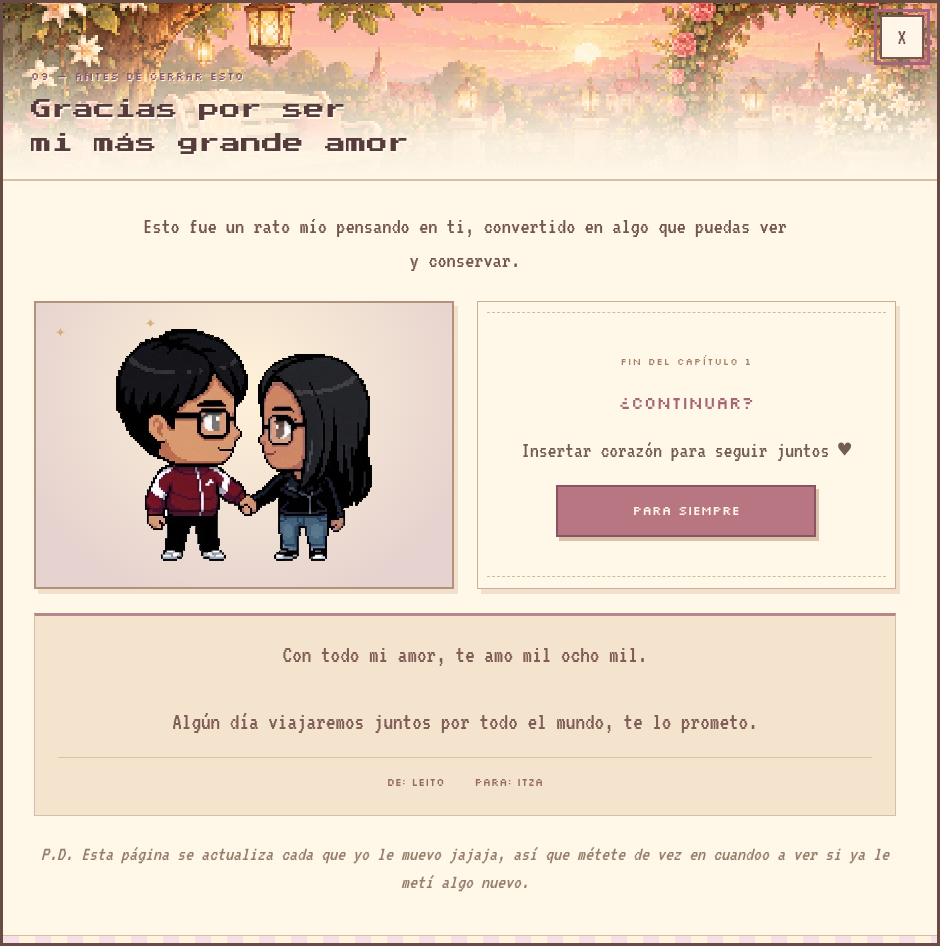 X
09 — ANTES DE CERRAR ESTO
Gracias por ser
mi más grande amor
Esto fue un rato mío pensando en ti, convertido en algo que puedas ver
y conservar.
FIN DEL CAPÍTULO 1
¿CONTINUAR?
Insertar corazón para seguir juntos ♥
PARA SIEMPRE
Con todo mi amor, te amo mil ocho mil.
Algún día viajaremos juntos por todo el mundo, te lo prometo.
DE: LEITO PARA: ITZA
P.D. Esta página se actualiza cada que yo le muevo jajaja, así que métete de vez en cuandoo a ver si ya le
metí algo nuevo.